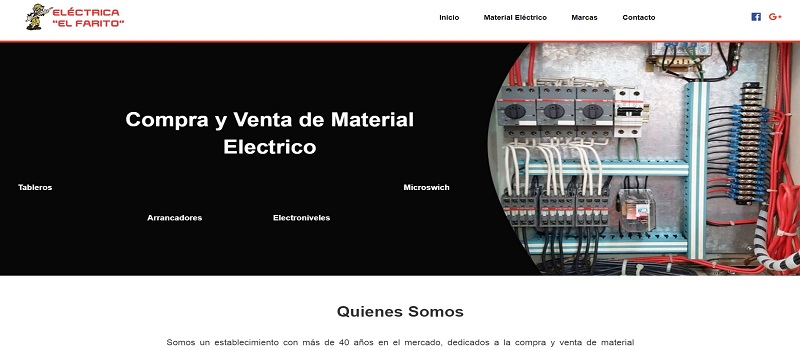 ELÉCTRICA
"EL FARITO"
Inicio
Material Eléctrico
Marcas
Contacto
G+
Compra y Venta de Material
Electrico
Tableros
Microswich
Arrancadores
Electroniveles
Quienes Somos
Somos un establecimiento con más de 40 años en el mercado, dedicados a la compra y venta de material